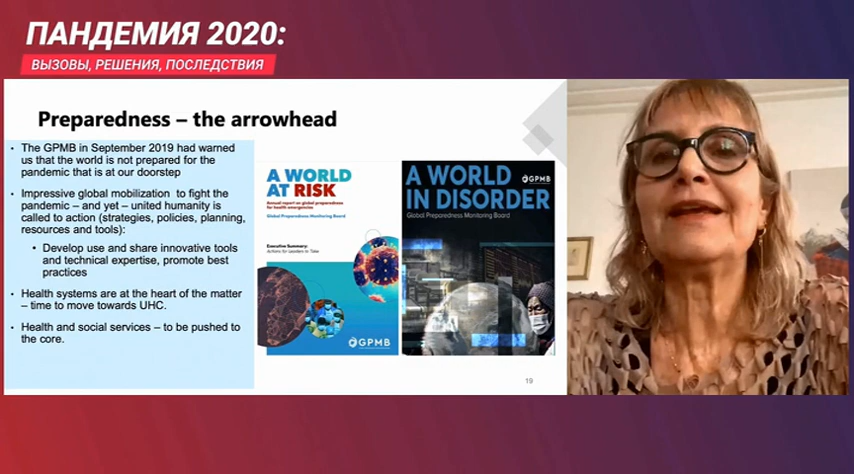 ПАНДЕМИЯ 2020:
ВЫЗОВЫ, РЕШЕНИЯ, ПОСЛЕДСТВИЯ
Preparedness – the arrowhead
• The GPMB in September 2019 had warned
us that the world is not prepared for the
pandemic that is at our doorstep
• Impressive global mobilization to fight the
pandemic – and yet – united humanity is
called to action (strategies, policies, planning,
resources and tools):
• Develop use and share innovative tools
and technical expertise, promote best
practices
• Health systems are at the heart of the matter
– time to move towards UHC.
• Health and social services – to be pushed to
the core.
A WORLD
AT RISK
Annual report on global preparedness
for health emergencies
Global Preparedness Monitoring Board
Executive Summary:
Actions for Leaders to Take
GPMB
A WORLD
GPMB
IN DISORDER
Global Preparedness Monitoring Board
19